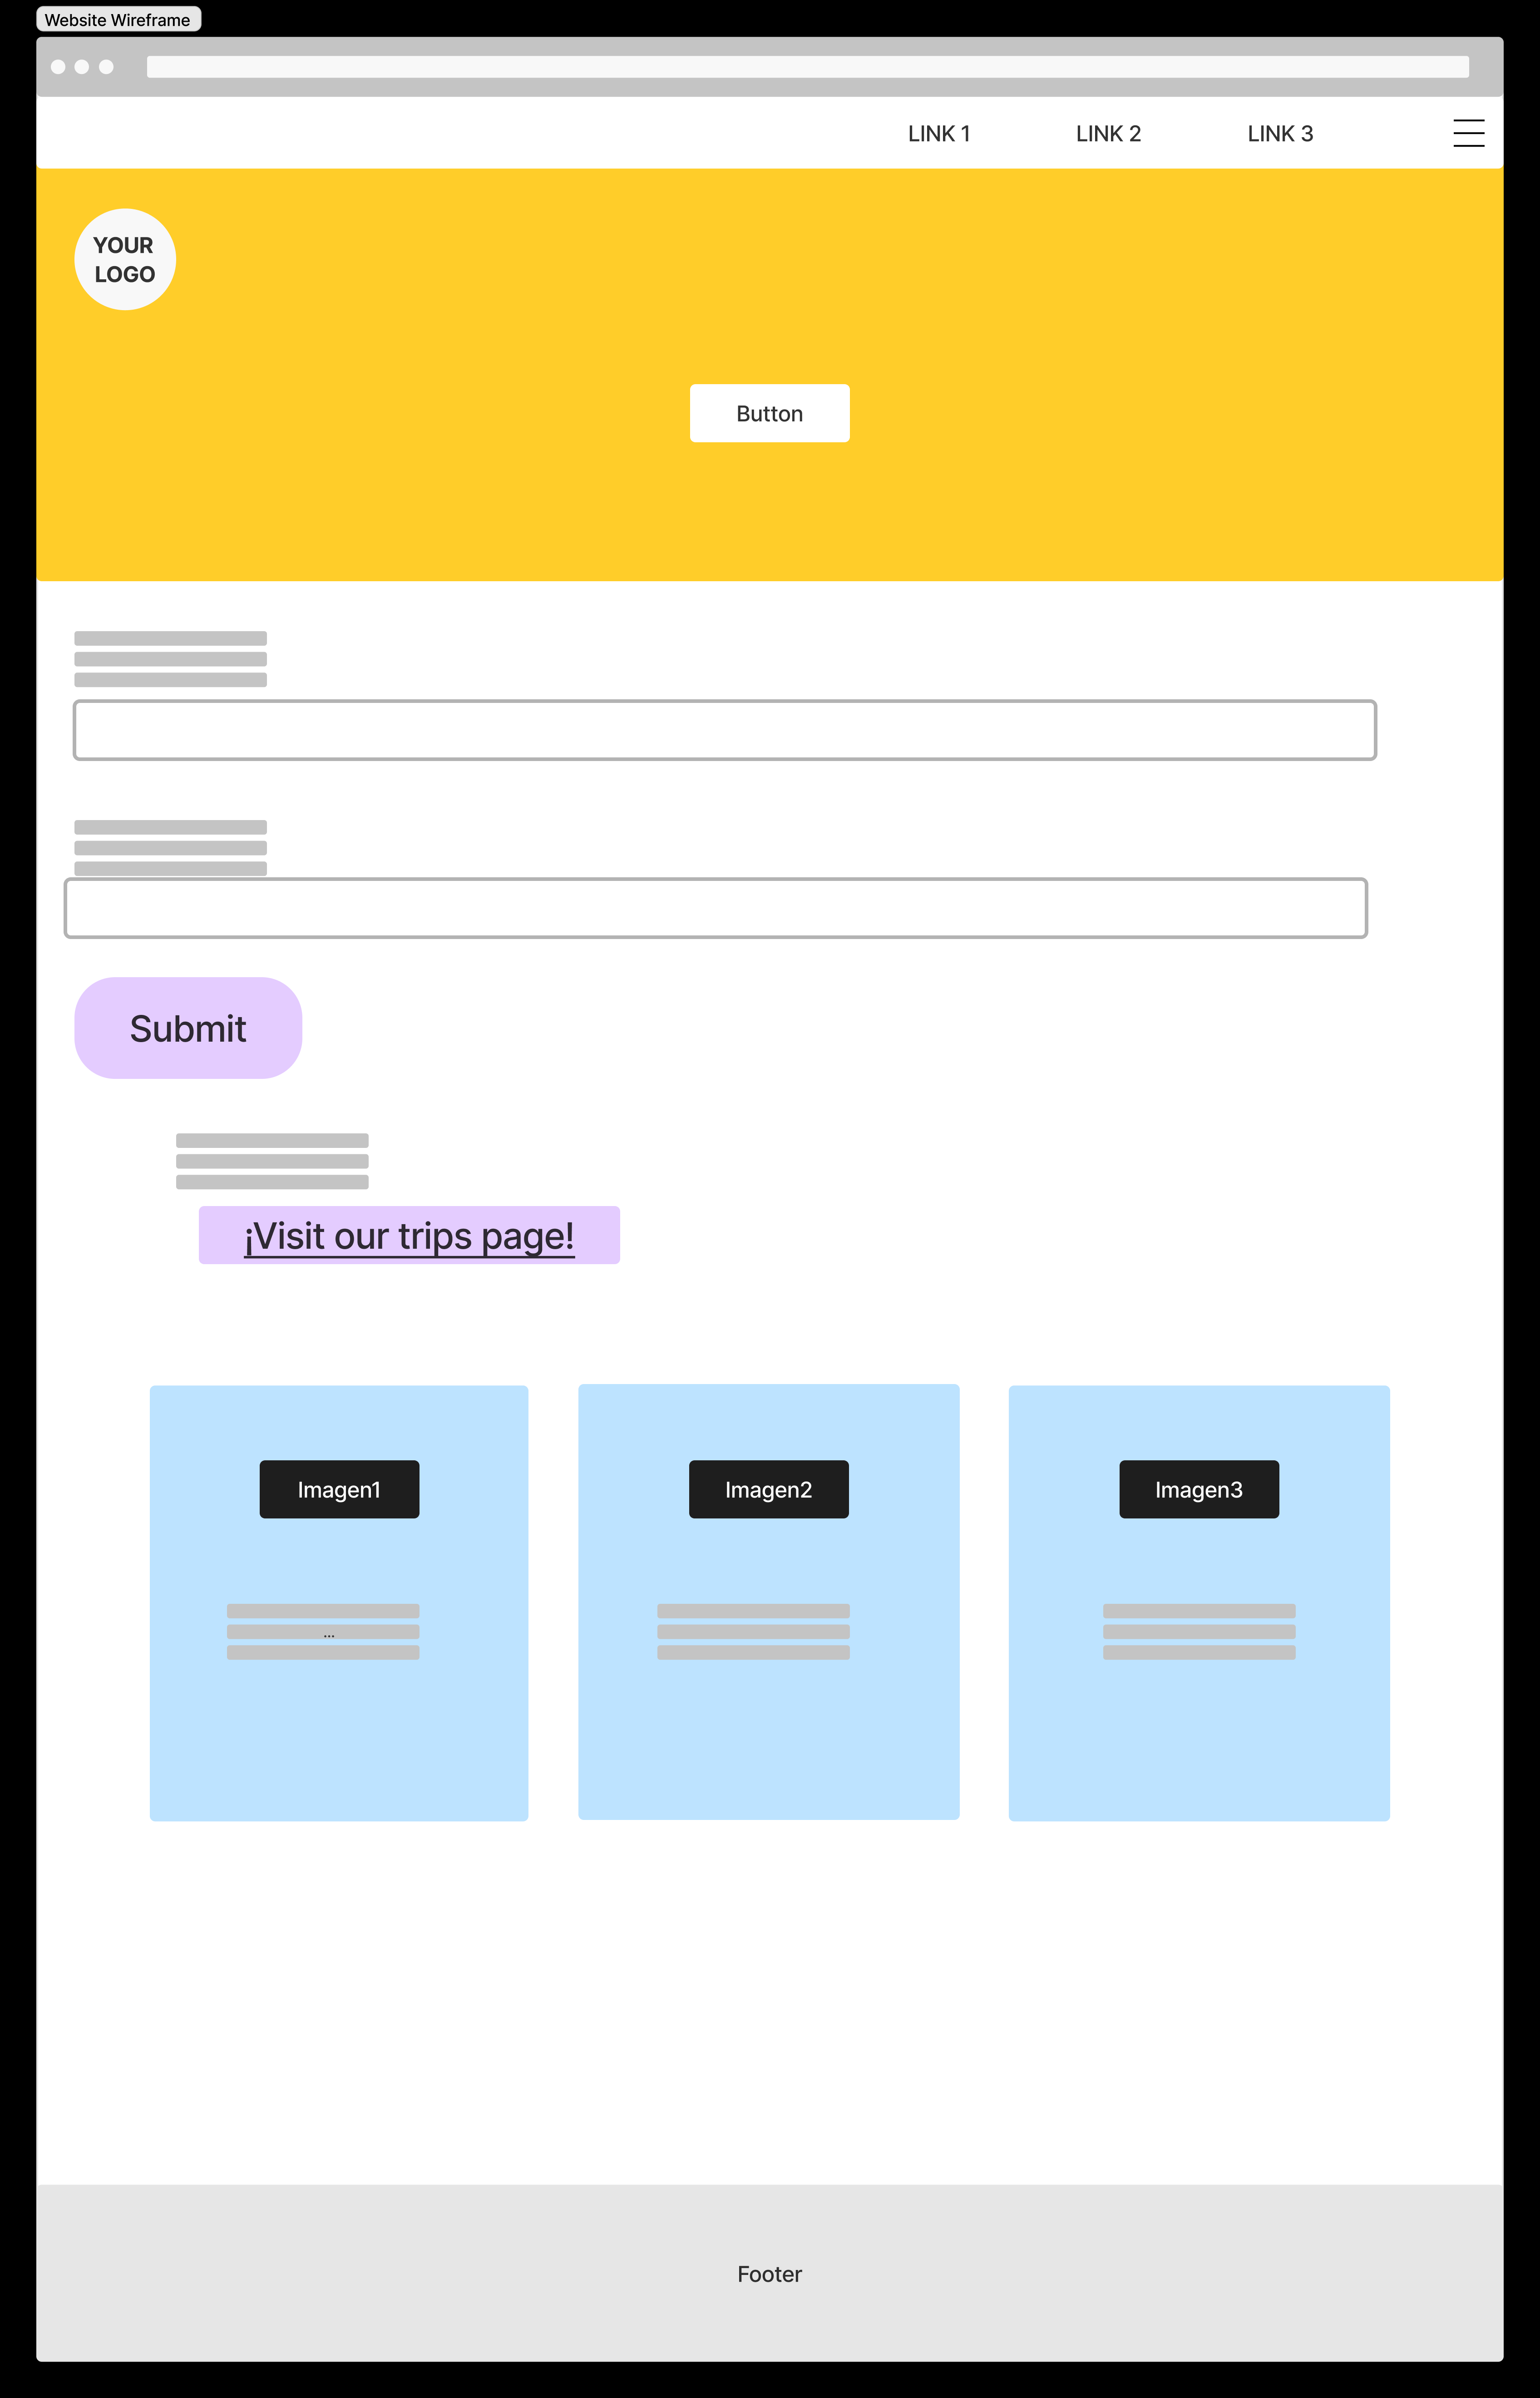 Website Wireframe
LINK 1 LINK 2 LINK 3
YOUR
LOGO
Button
Submit
¡Visit our trips page!
Imagen1 Imagen2 Imagen3
...
Footer